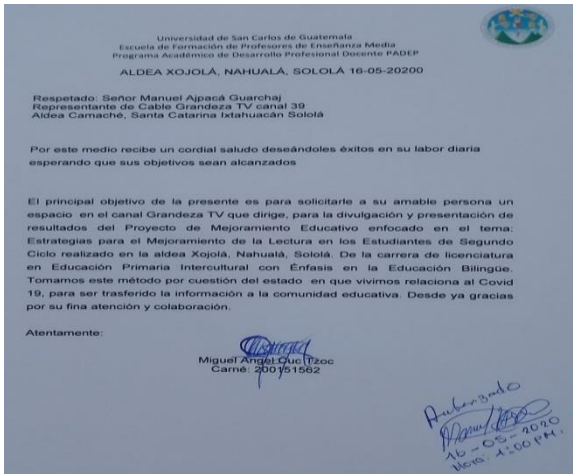 Universidad de San Carlos de Guatemala
Escuela de Formación de Profesores de Enseñanza Media
Programa Académico de Desarrollo Profesional Docente PADEP
ALDEA XOJOLÁ, NAHUALÁ, SOLOLÁ 16-05-20200
Respetado: Señor Manuel Ajpacá Guarchaj
Representante de Cable Grandeza TV canal 39
Aldea Camaché, Santa Catarina Ixtahuacán Sololá
Por este medio recibe un cordial saludo deseándoles éxitos en su labor diaria
esperando que sus objetivos sean alcanzados
El principal objetivo de la presente es para solicitarle a su amable persona un
espacio en el canal Grandeza TV que dirige, para la divulgación y presentación de
resultados del Proyecto de Mejoramiento Educativo enfocado en el tema:
Estrategias para el Mejoramiento de la Lectura en los Estudiantes de Segundo
Ciclo realizado en la aldea Xojolá, Nahualá, Sololá. De la carrera de licenciatura
en Educación Primaria Intercultural con Énfasis en la Educación Bilingüe.
Tomamos este método por cuestión del estado en que vivimos relaciona al Covid
19, para ser trasferido la información a la comunidad educativa. Desde ya gracias
por su fina atención y colaboración.
Atentamente:
Miguel Angel Cuc Tzoc
Carné: 200151562
Autorizado
16-05-2020
Hora: 1:00 PM.